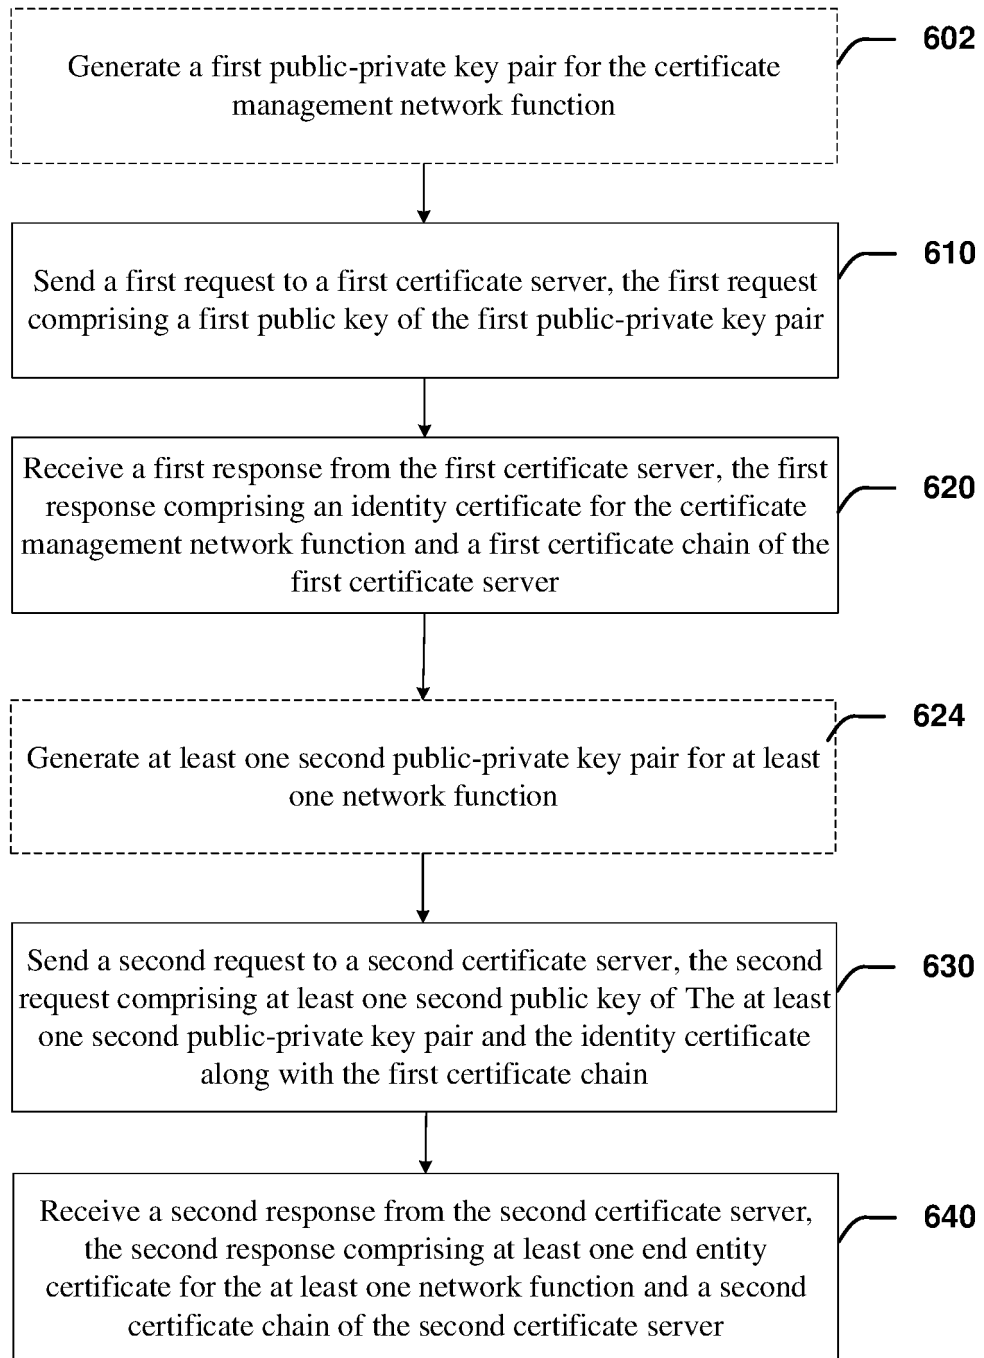 602
Generate a first public-private key pair for the certificate
management network function
610
Send a first request to a first certificate server, the first request
comprising a first public key of the first public-private key pair
Receive a first response from the first certificate server, the first
620
response comprising an identity certificate for the certificate
management network function and a first certificate chain of the
first certificate server
624
Generate at least one second public-private key pair for at least
one network function
Send a second request to a second certificate server, the second
630
request comprising at least one second public key of The at least
one second public-private key pair and the identity certificate
along with the first certificate chain
Receive a second response from the second certificate server,
640
the second response comprising at least one end entity
certificate for the at least one network function and a second
certificate chain of the second certificate server